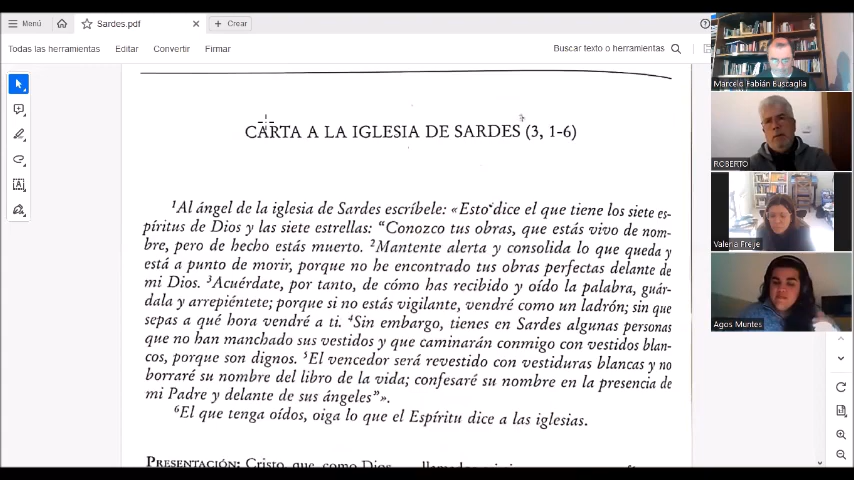 Menú
Sardes.pdf
Crear
Todas las herramientas
Editar
Convertir
Firmar
Buscar texto o herramientas
CARTA A LA IGLESIA DE SARDES (3, 1-6)
¹Al ángel de la iglesia de Sardes escríbele: «Esto dice el que tiene los siete es-
píritus de Dios y las siete estrellas: “Conozco tus obras, que estás vivo de nom-
bre, pero de hecho estás muerto. ²Mantente alerta y consolida lo que queda y
está a punto de morir, porque no he encontrado tus obras perfectas delante de
mi Dios. ³Acuérdate, por tanto, de cómo has recibido y oído la palabra, guár-
dala y arrepiéntete; porque si no estás vigilante, vendré como un ladrón; sin que
sepas a qué hora vendré a ti. ⁴Sin embargo, tienes en Sardes algunas personas
que no han manchado sus vestidos y que caminarán conmigo con vestidos blan-
cos, porque son dignos. ⁵El vencedor será revestido con vestiduras blancas y no
borraré su nombre del libro de la vida; confesaré su nombre en la presencia de
mi Padre y delante de sus ángeles”».
⁶El que tenga oídos, oiga lo que el Espíritu dice a las iglesias.
PRESENTACIÓN: Cristo, que, como Dios
Marcelo Fabián Bustaglia
ROBERTO
Valeria Freije
Agos Muntes